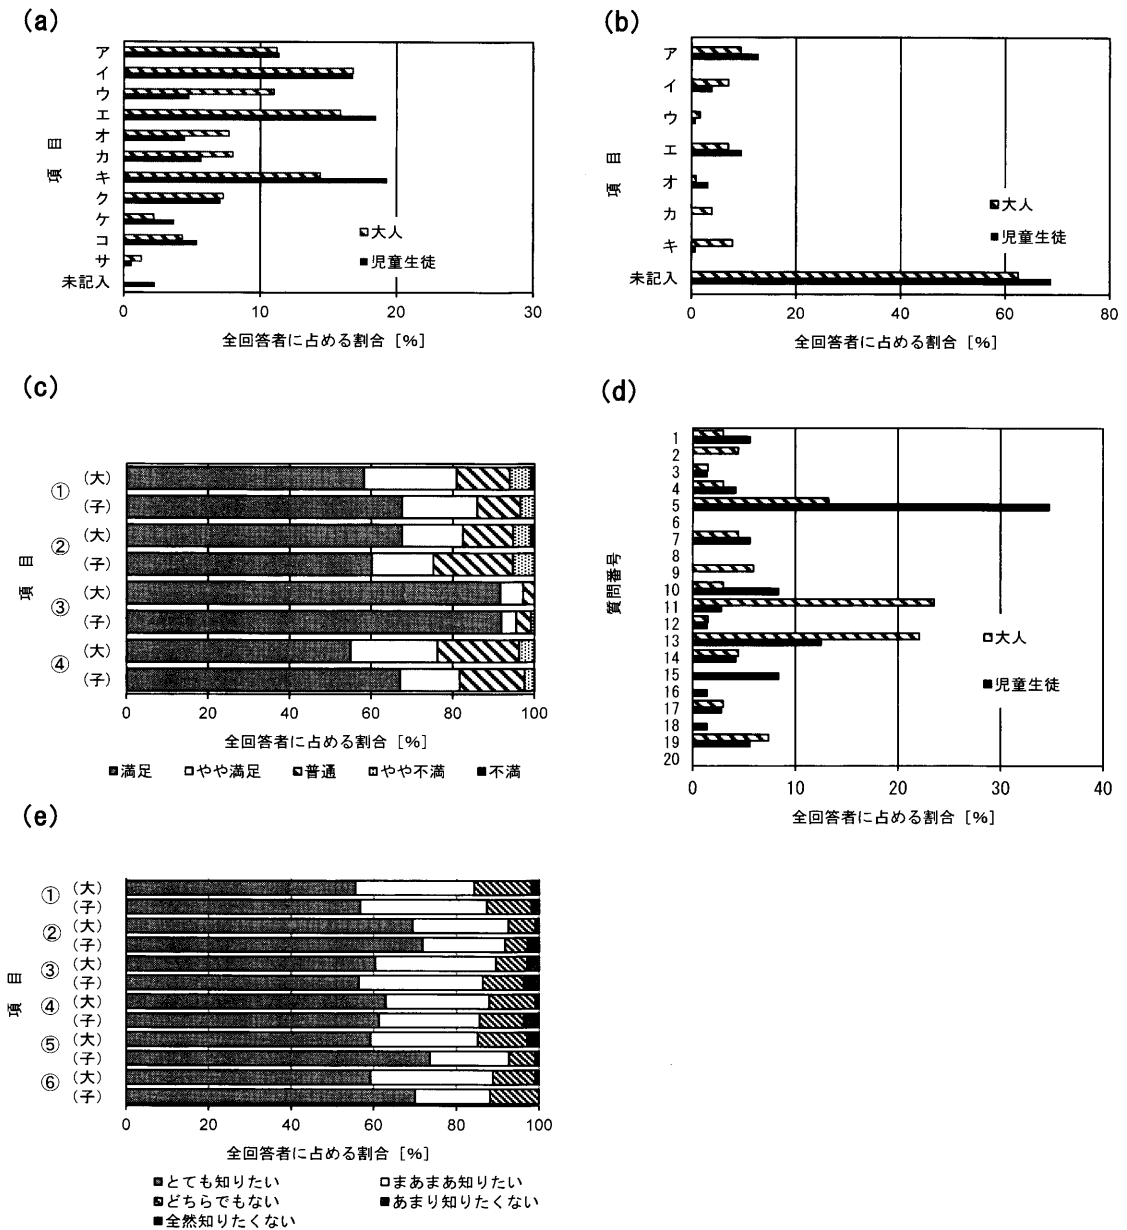 (a)
ア
イ
ウ
エ
オ
カ
キ
ク
ケ
コ
サ
未記入
項目
大人
児童生徒
0 10 20 30
全回答者に占める割合 [%]
(b)
ア
イ
ウ
エ
オ
カ
キ
未記入
項目
大人
児童生徒
0 20 40 60 80
全回答者に占める割合 [%]
(c)
項目
① (大)
(子)
② (大)
(子)
③ (大)
(子)
④ (大)
(子)
0 20 40 60 80 100
全回答者に占める割合 [%]
満足 やや満足 普通 やや不満 不満
(d)
質問番号
1
2
3
4
5
6
7
8
9
10
11
12
13
14
15
16
17
18
19
20
大人
児童生徒
0 10 20 30 40
全回答者に占める割合 [%]
(e)
項目
① (大)
(子)
② (大)
(子)
③ (大)
(子)
④ (大)
(子)
⑤ (大)
(子)
⑥ (大)
(子)
0 20 40 60 80 100
全回答者に占める割合 [%]
とても知りたい まあまあ知りたい
どちらでもない あまり知りたくない
全然知りたくない